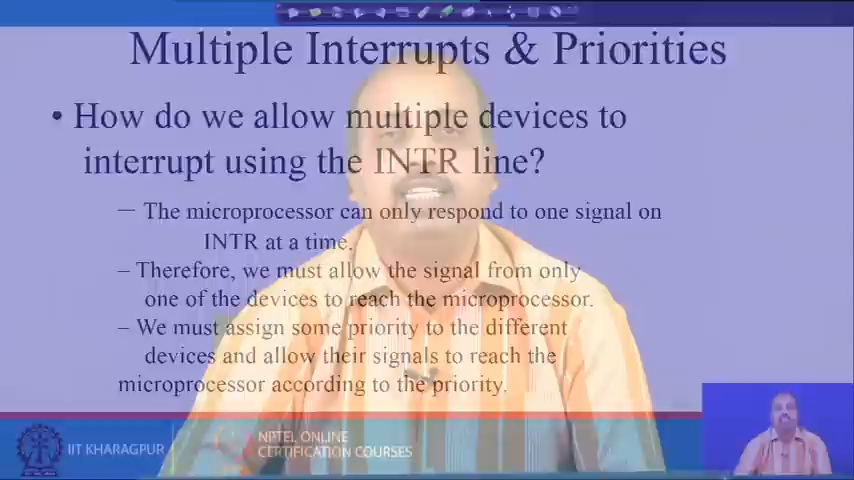 Multiple Interrupts & Priorities
• How do we allow multiple devices to
interrupt using the INTR line?
– The microprocessor can only respond to one signal on
INTR at a time.
– Therefore, we must allow the signal from only
one of the devices to reach the microprocessor.
– We must assign some priority to the different
devices and allow their signals to reach the
microprocessor according to the priority.
IIT KHARAGPUR
NPTEL ONLINE
CERTIFICATION COURSES